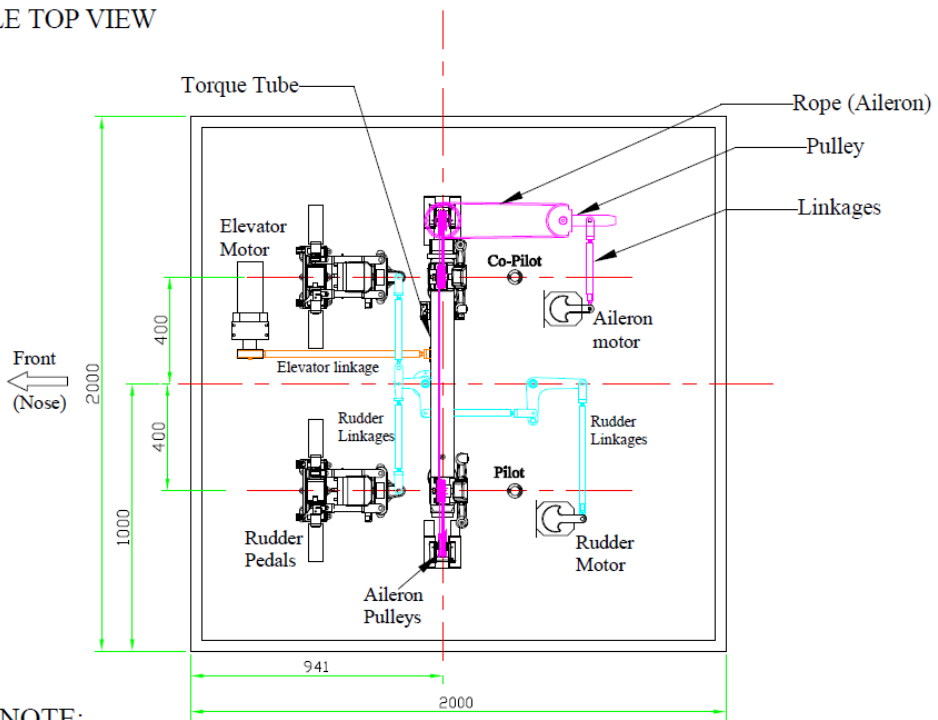 LE TOP VIEW
Torque Tube
Rope (Aileron)
Pulley
Linkages
Elevator
Motor
Co-Pilot
Aileron
motor
400
Front
(Nose)
2000
Elevator linkage
Rudder
Linkages
Rudder
Linkages
400
1000
Pilot
Rudder
Pedals
Rudder
Motor
Aileron
Pulleys
941
2000
NOTE: